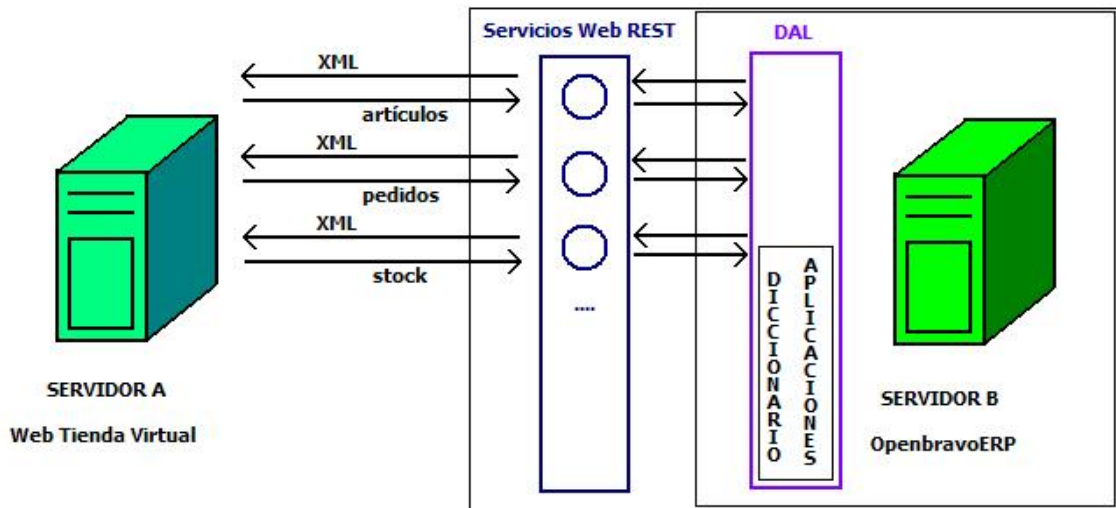 Servicios Web REST
DAL
XML
artículos
XML
pedidos
XML
stock
....
DICCIONARIO
APLICACIONES
SERVIDOR A
Web Tienda Virtual
SERVIDOR B
OpenbravoERP